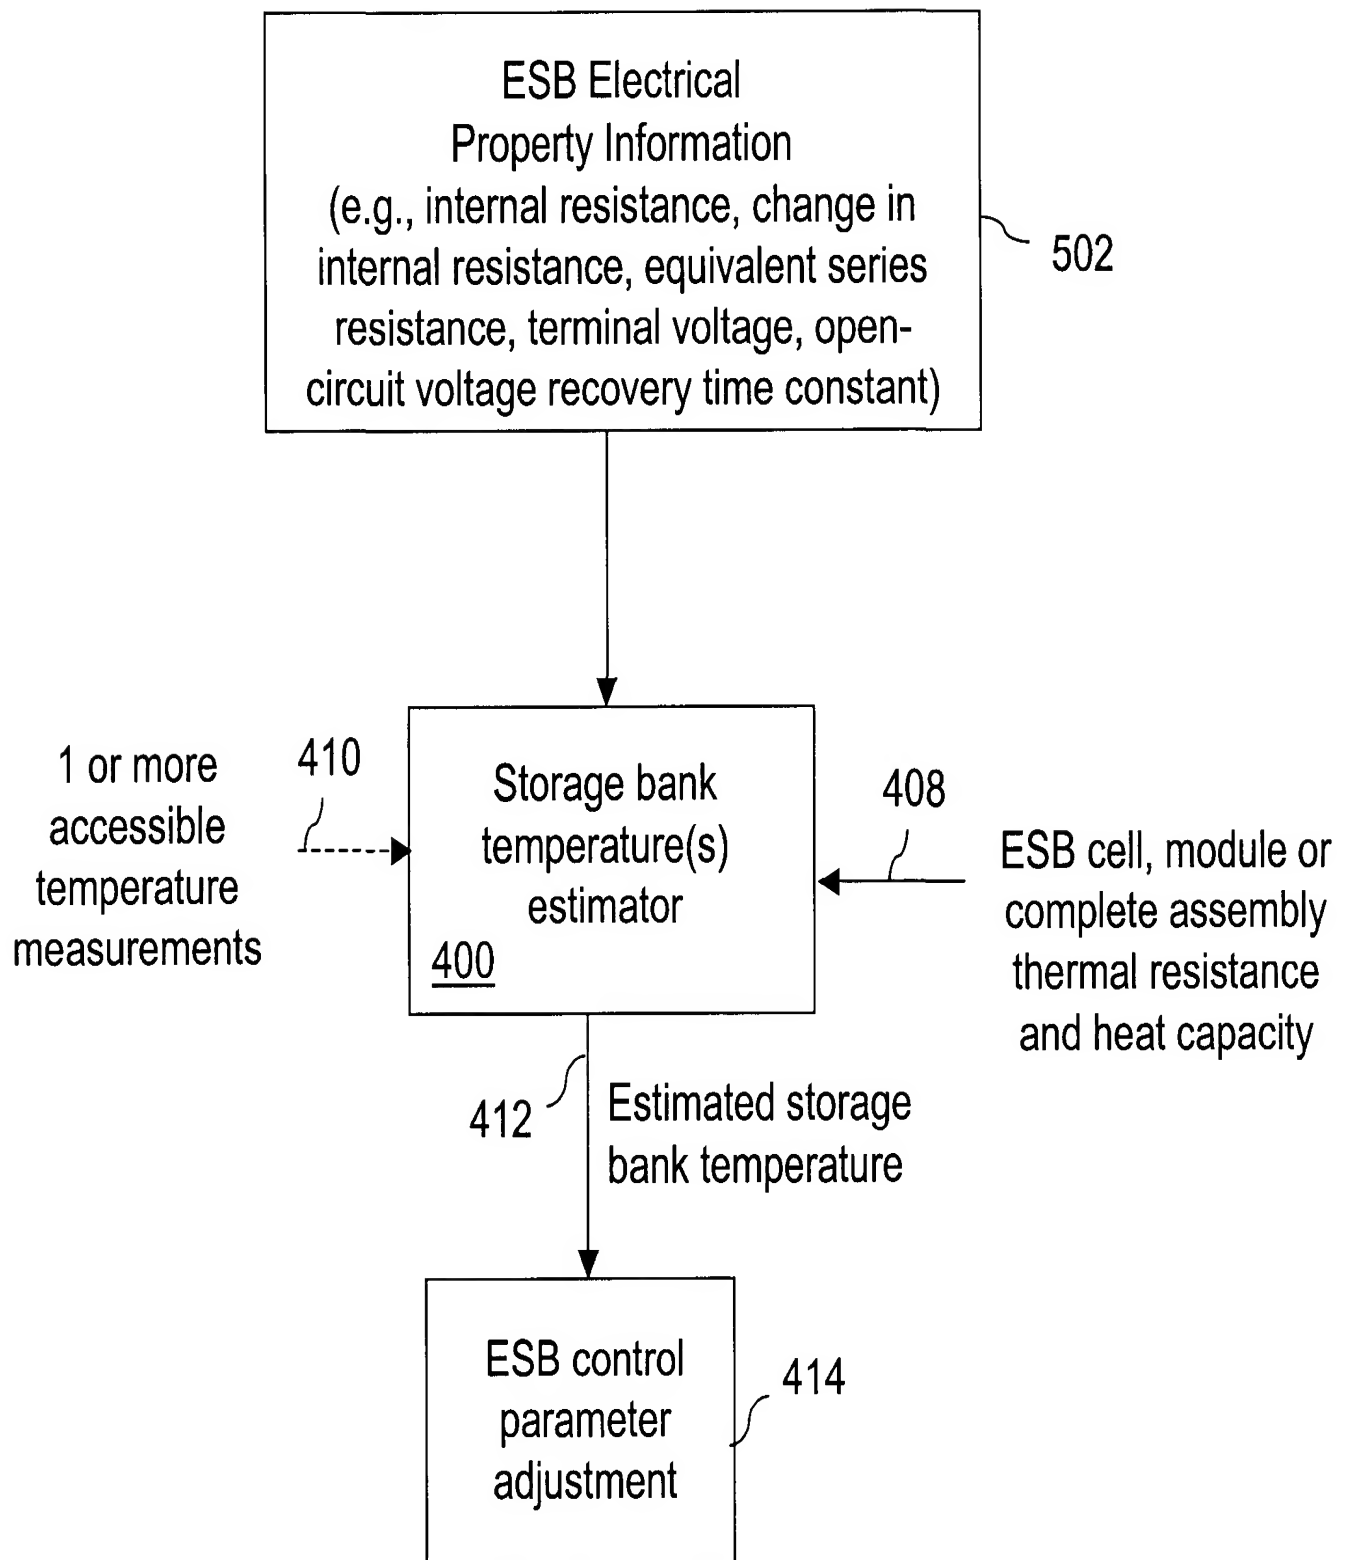 ESB Electrical
Property Information
(e.g., internal resistance, change in
internal resistance, equivalent series
resistance, terminal voltage, open-
circuit voltage recovery time constant)
502
1 or more
accessible
temperature
measurements
410
Storage bank
temperature(s)
estimator
400
408
ESB cell, module or
complete assembly
thermal resistance
and heat capacity
412
Estimated storage
bank temperature
ESB control
parameter
adjustment
414